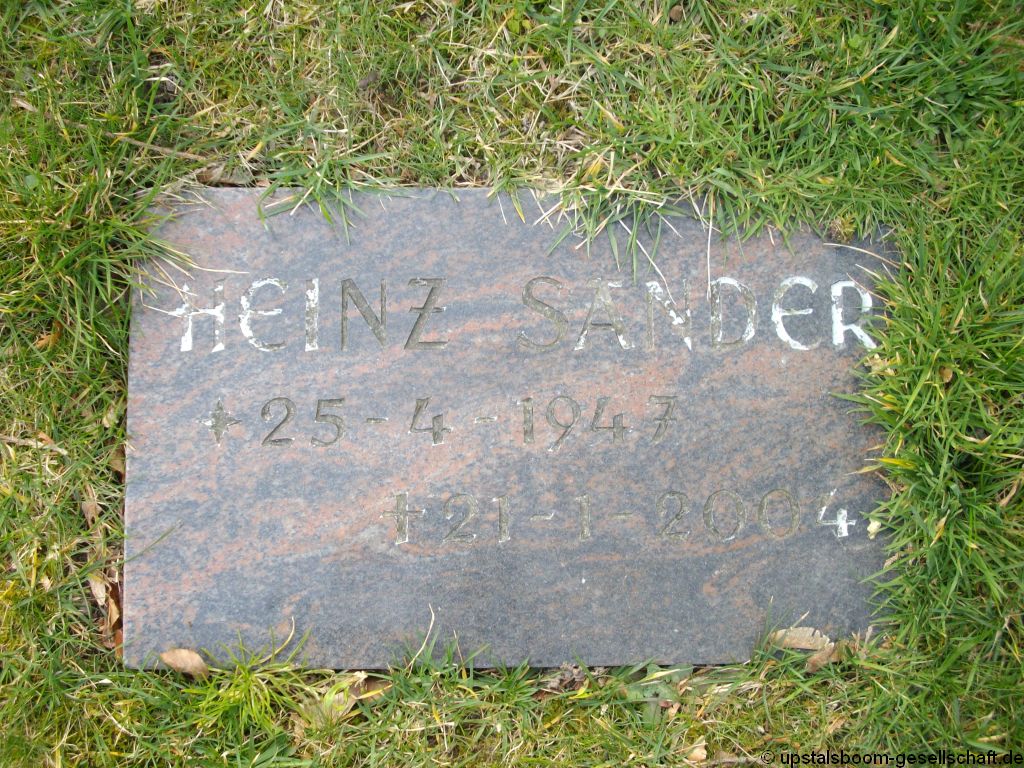 HEINZ SANDER
* 25-4-1947
† 21-1-2004
© upstalsboom-gesellschaft.de